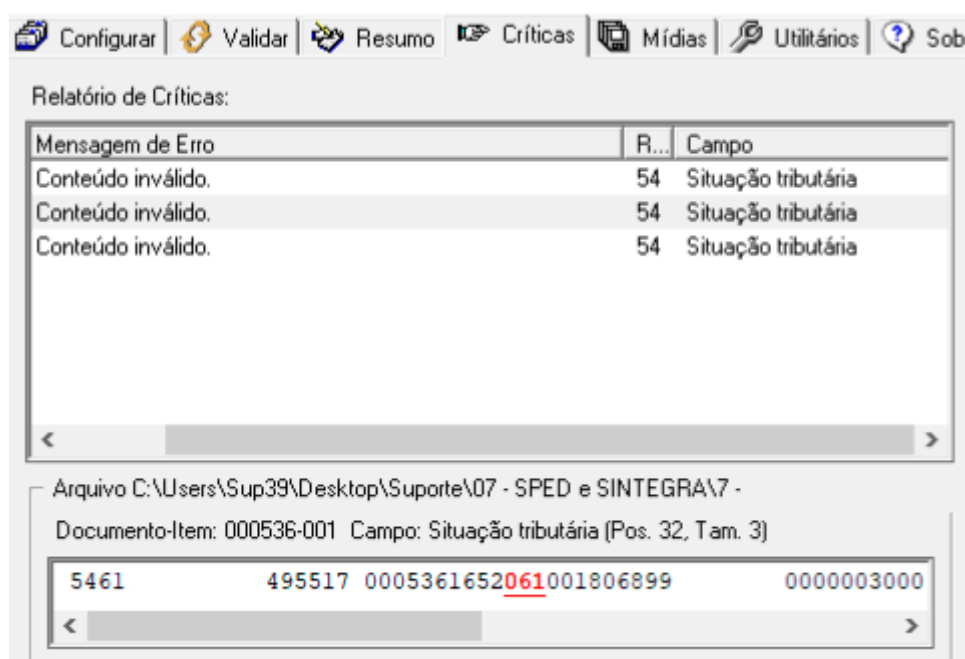 Configurar Validar Resumo Críticas Mídias Utilitários Sob
Relatório de Críticas:
Mensagem de Erro R... Campo
Conteúdo inválido. 54 Situação tributária
Conteúdo inválido. 54 Situação tributária
Conteúdo inválido. 54 Situação tributária
Arquivo C:\Users\Sup39\Desktop\Suporte\07 - SPED e SINTEGRA\7 -
Documento-Item: 000536-001 Campo: Situação tributária (Pos. 32, Tam. 3)
5461 495517 0005361652061001806899 0000003000